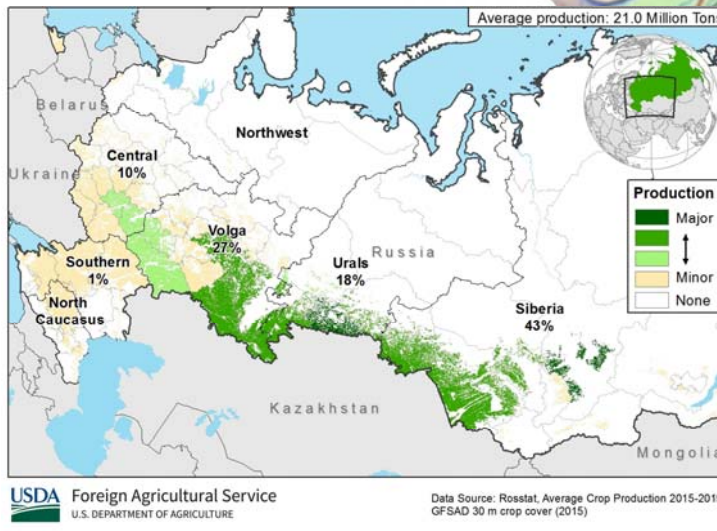 Average production: 21.0 Million Ton
Belarus
Northwest
Central
10%
Ukraine
Production
Major
Minor
None
Volga
27%
Russia
Urals
18%
Southern
1%
Siberia
43%
North
Caucasus
Kazakhstan
Mongolia
USDA
Foreign Agricultural Service
U.S. DEPARTMENT OF AGRICULTURE
Data Source: Rosstat, Average Crop Production 2015-201
GFSAD 30 m crop cover (2015)